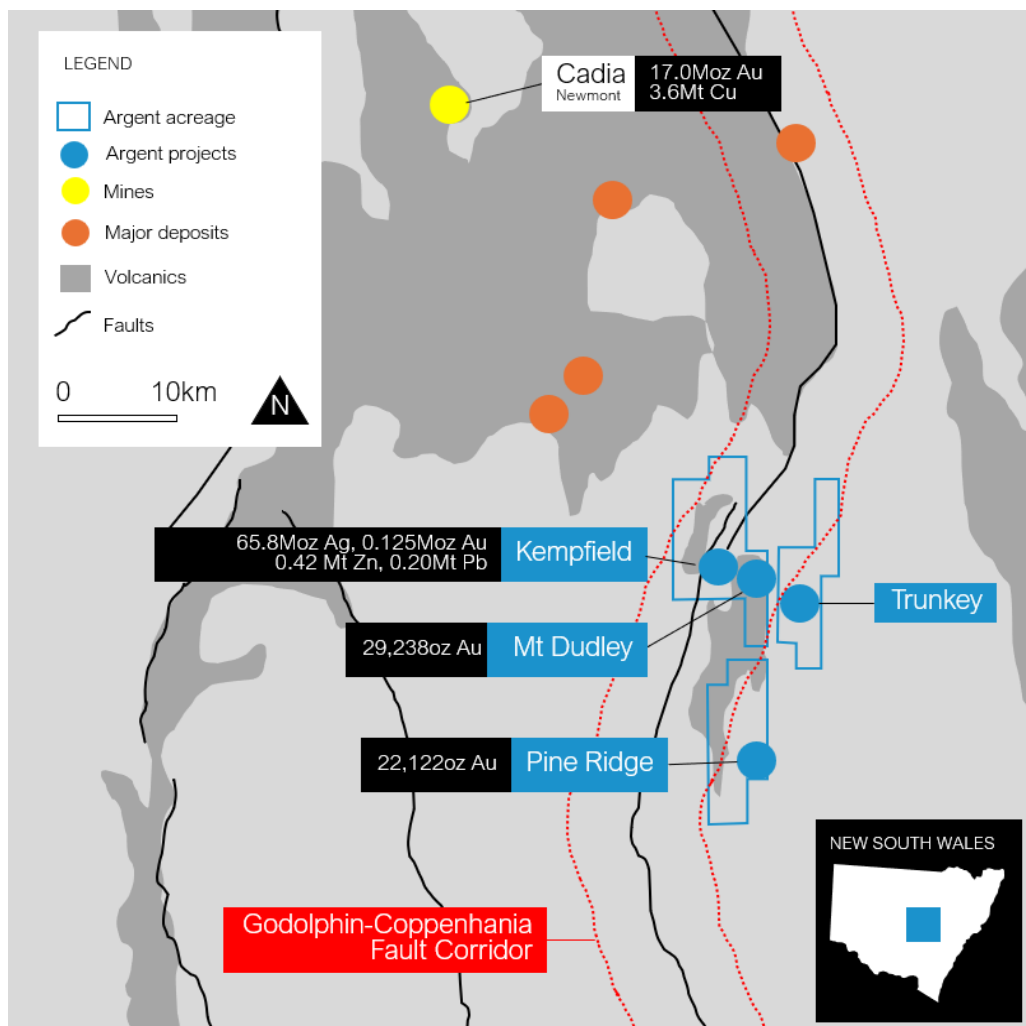 LEGEND
Argent acreage
Argent projects
Mines
Major deposits
Volcanics
Faults
0 10km
N
Cadia
Newmont
17.0Moz Au
3.6Mt Cu
65.8Moz Ag, 0.125Moz Au
0.42 Mt Zn, 0.20Mt Pb
Kempfield
Trunkey
29,238oz Au
Mt Dudley
22,122oz Au
Pine Ridge
Godolphin-Coppenhania
Fault Corridor
NEW SOUTH WALES